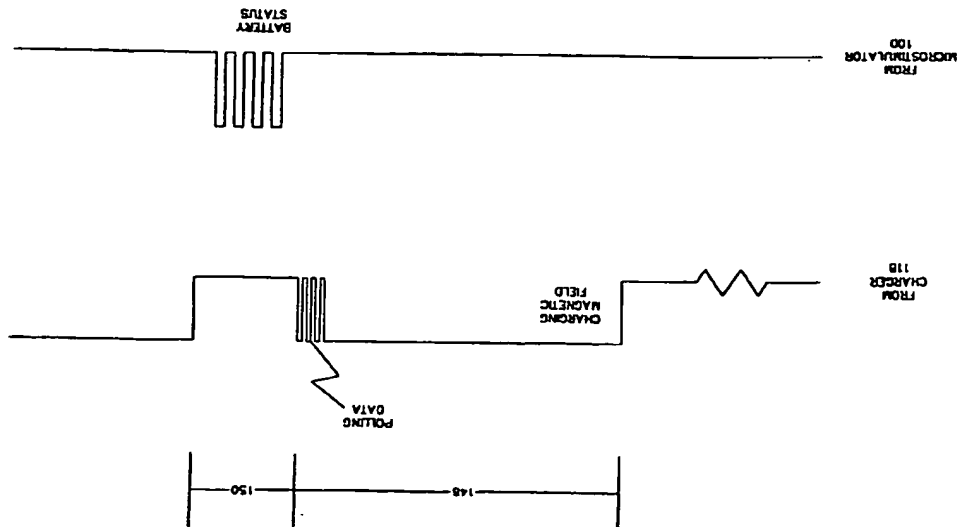 148
150
POLLING
DATA
FROM
CHARGER
118
CHARGING
MAGNETIC
FIELD
FROM
MICROSTIMULATOR
100
BATTERY
STATUS